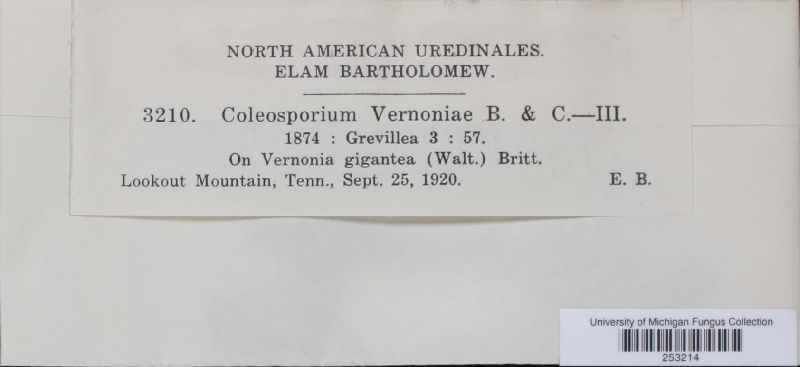 NORTH AMERICAN UREDINALES.
ELAM BARTHOLOMEW.
3210. Coleosporium Vernoniae B. & C.—III.
1874 : Grevillea 3 : 57.
On Vernonia gigantea (Walt.) Britt.
Lookout Mountain, Tenn., Sept. 25, 1920. E. B.
University of Michigan Fungus Collection
253214